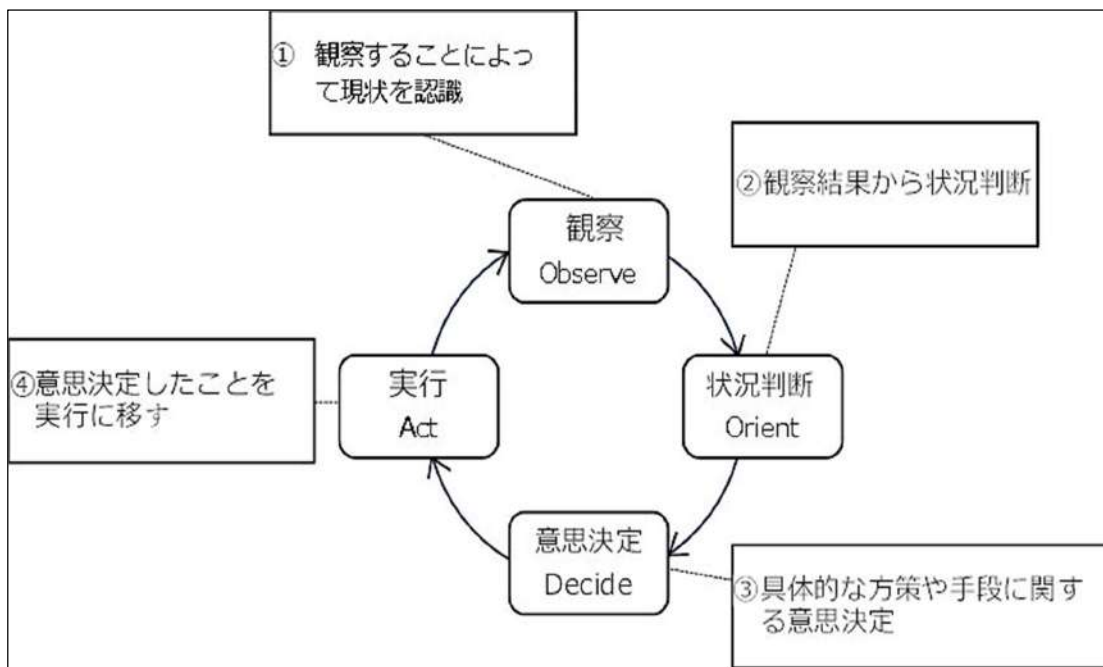 ① 観察することによっ
て現状を認識
②観察結果から状況判断
観察
Observe
④意思決定したことを
実行に移す
実行
Act
状況判断
Orient
意思決定
Decide
③具体的な方策や手段に関す
る意思決定